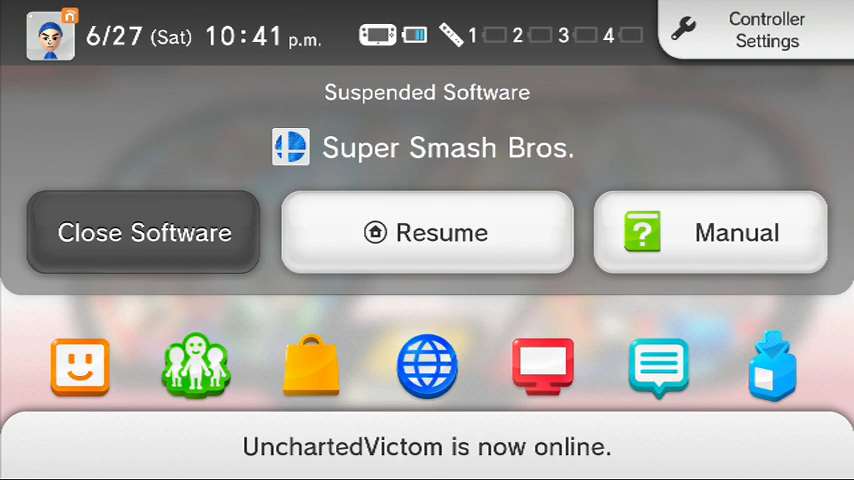 6/27 (Sat) 10:41 p.m.
1 2 3 4
Controller
Settings
Suspended Software
Super Smash Bros.
Close Software
Resume
? Manual
UnchartedVictom is now online.